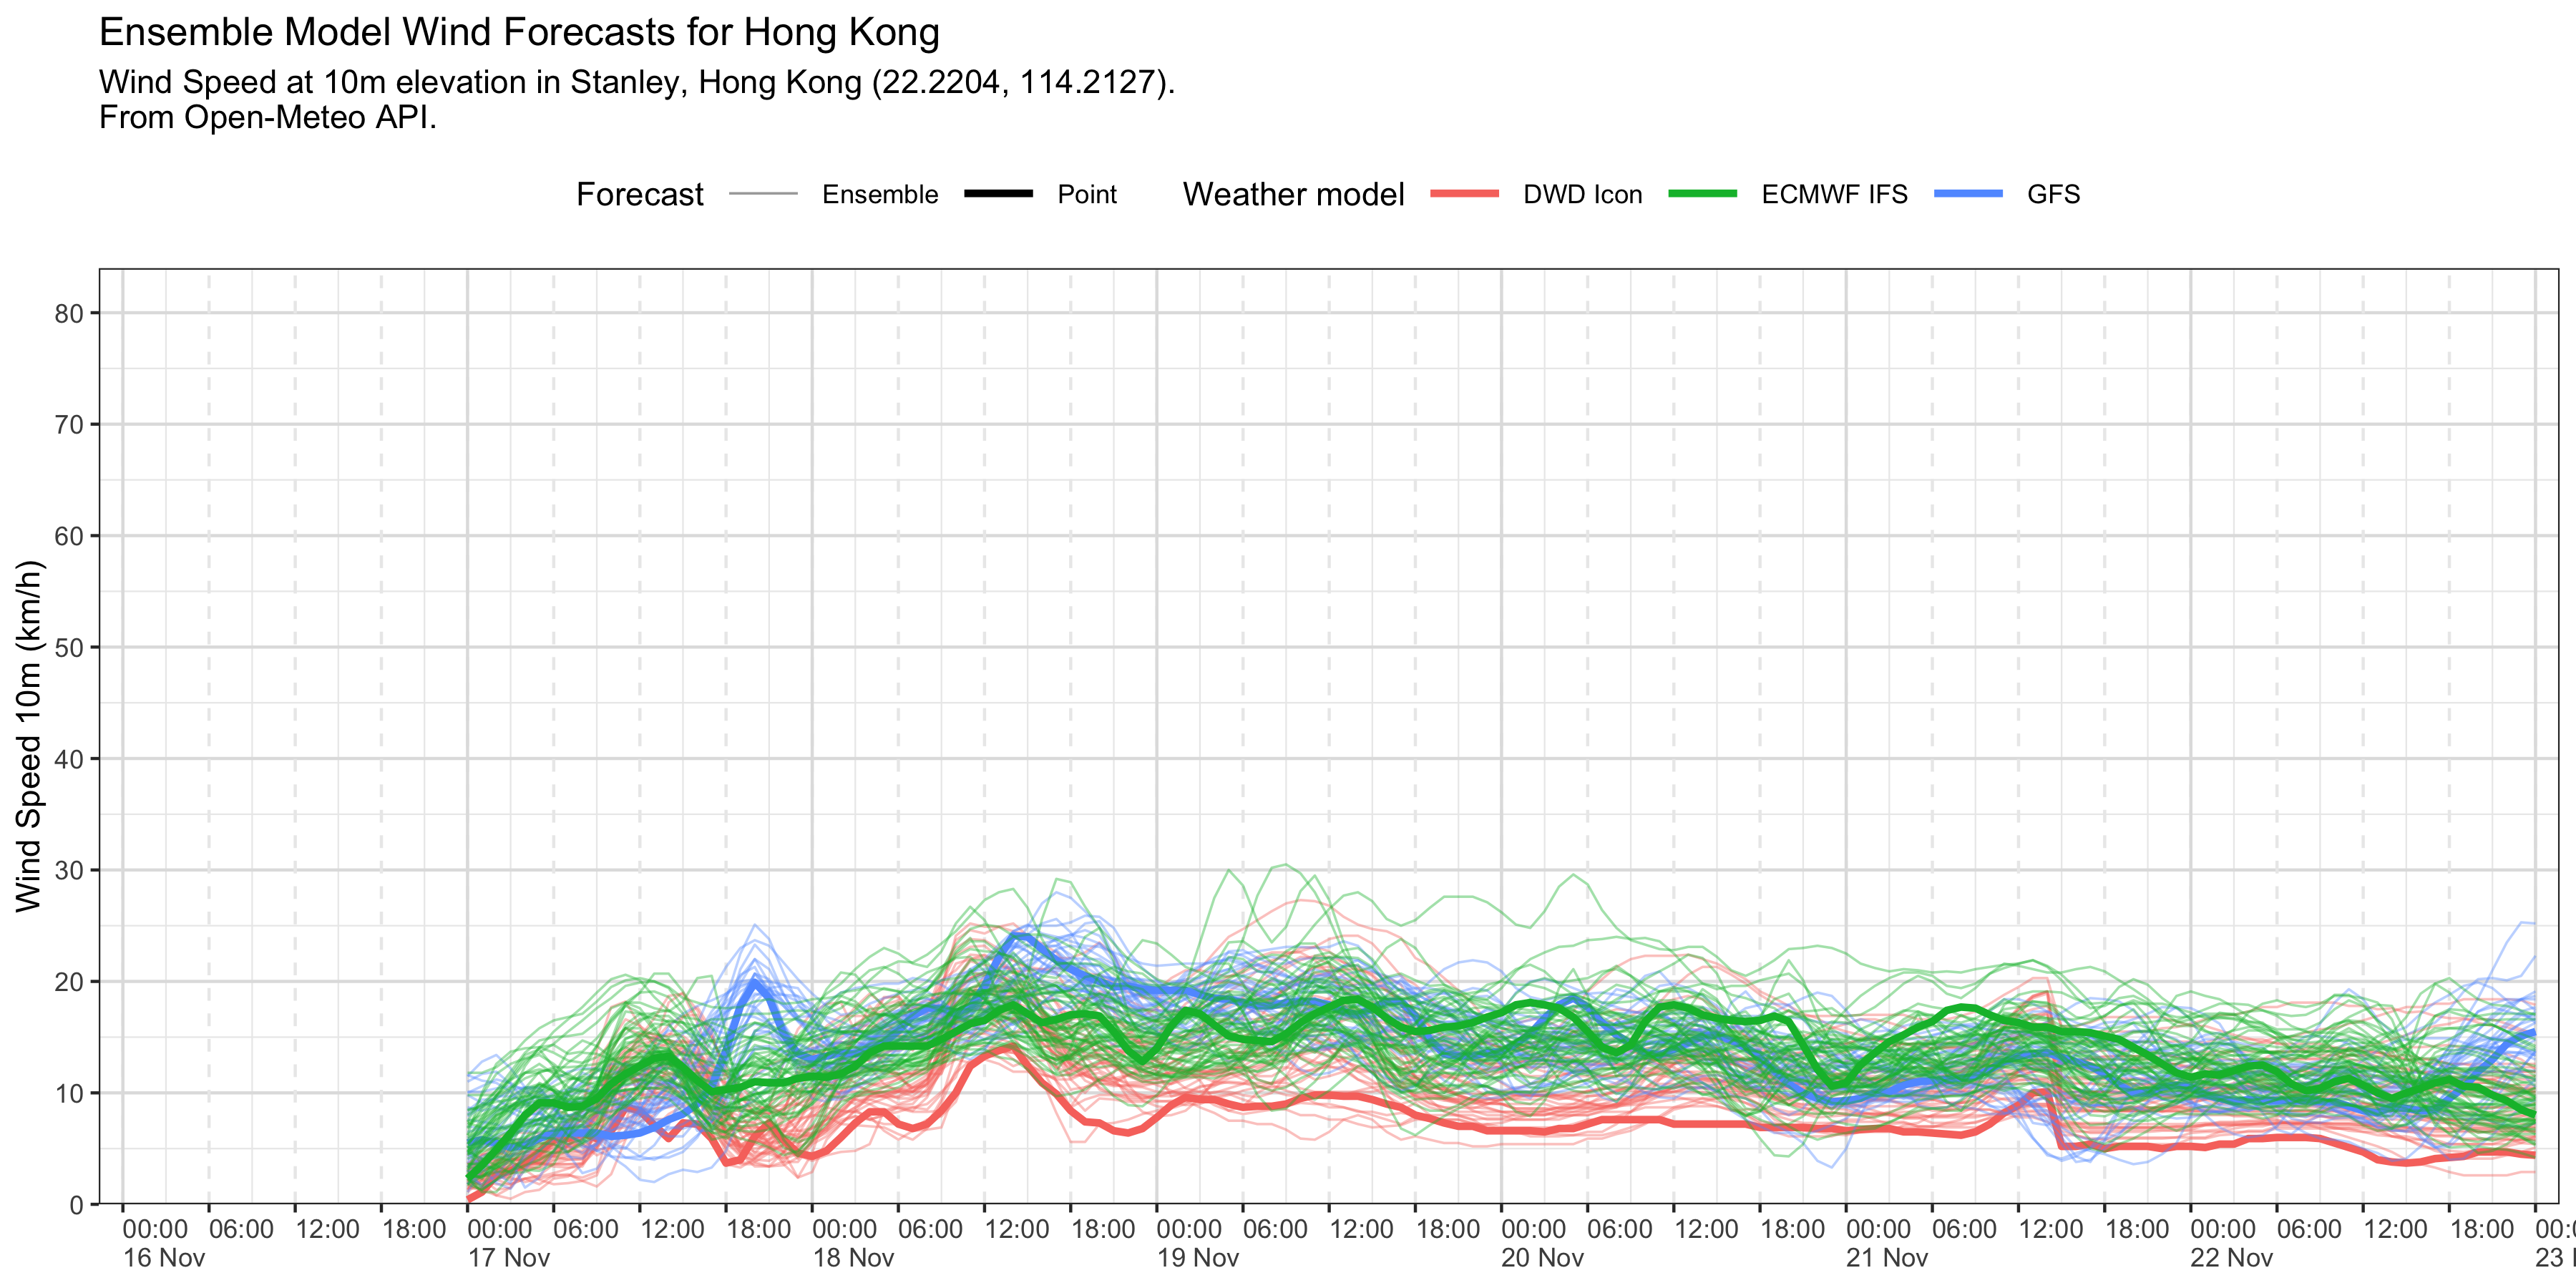 Ensemble Model Wind Forecasts for Hong Kong
Wind Speed at 10m elevation in Stanley, Hong Kong (22.2204, 114.2127).
From Open-Meteo API.
Forecast Ensemble Point Weather model DWD Icon ECMWF IFS GFS
Wind Speed 10m (km/h)
80
70
60
50
40
30
20
10
0
00:00 06:00 12:00 18:00 00:00 06:00 12:00 18:00 00:00 06:00 12:00 18:00 00:00 06:00 12:00 18:00 00:00 06:00 12:00 18:00 00:00 06:00 12:00 18:00 00:00 06:00 12:00 18:00
16 Nov 17 Nov 18 Nov 19 Nov 20 Nov 21 Nov 22 Nov 23